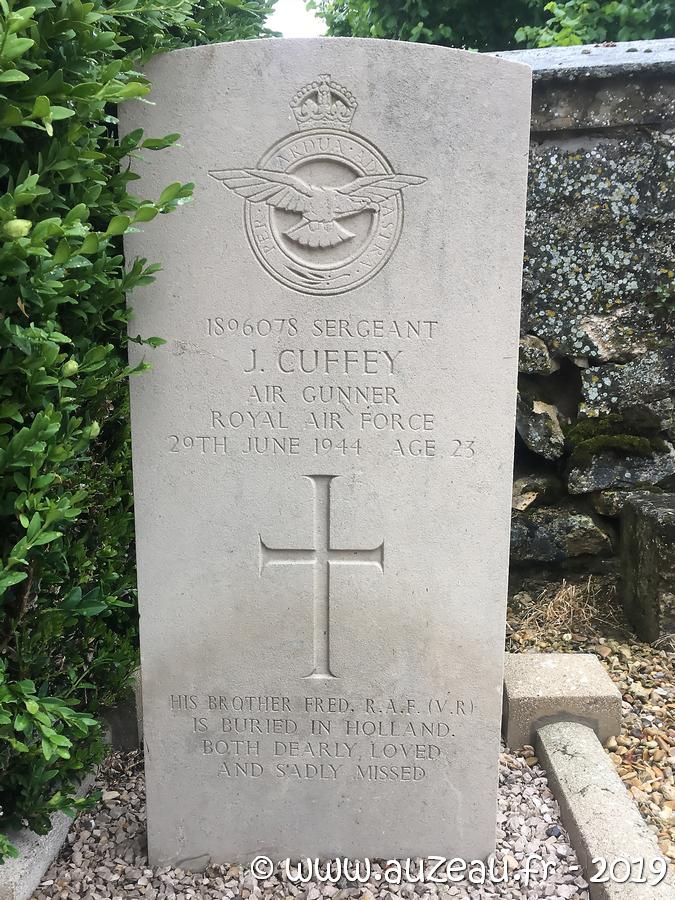 PER ARDUA AD ASTRA
1896078 SERGEANT
J. CUFFEY
AIR GUNNER
ROYAL AIR FORCE
29TH JUNE 1944 AGE 23
HIS BROTHER FRED, R.A.F. (V.R)
IS BURIED IN HOLLAND.
BOTH DEARLY LOVED
AND SADLY MISSED
© www.auzeau.fr - 2019